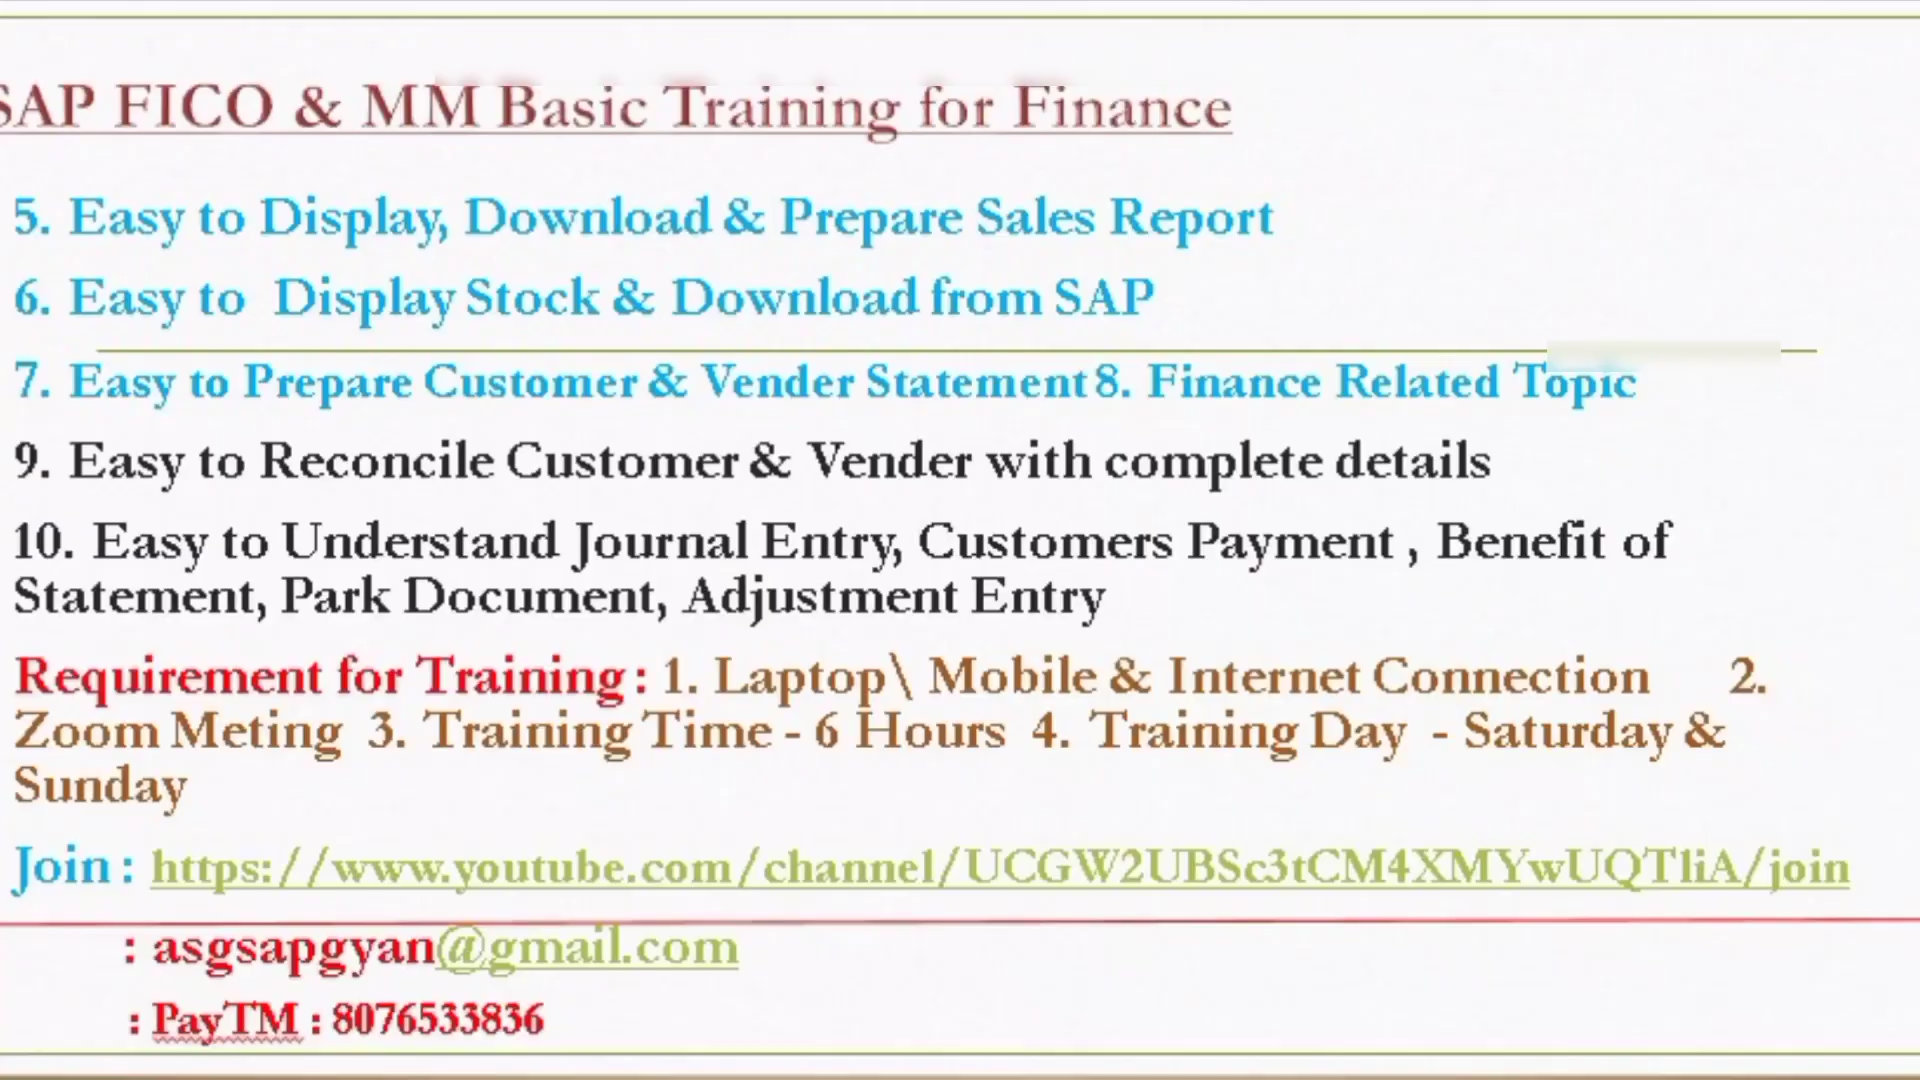 SAP FICO & MM Basic Training for Finance
5. Easy to Display, Download & Prepare Sales Report
6. Easy to Display Stock & Download from SAP
7. Easy to Prepare Customer & Vender Statement 8. Finance Related Topic
9. Easy to Reconcile Customer & Vender with complete details
10. Easy to Understand Journal Entry, Customers Payment , Benefit of
Statement, Park Document, Adjustment Entry
Requirement for Training : 1. Laptop\ Mobile & Internet Connection 2.
Zoom Meting 3. Training Time - 6 Hours 4. Training Day - Saturday &
Sunday
Join : https://www.youtube.com/channel/UCGW2UBSc3tCM4XMYwUQTliA/join
: asgsapgyan@gmail.com
: PayTM : 8076533836